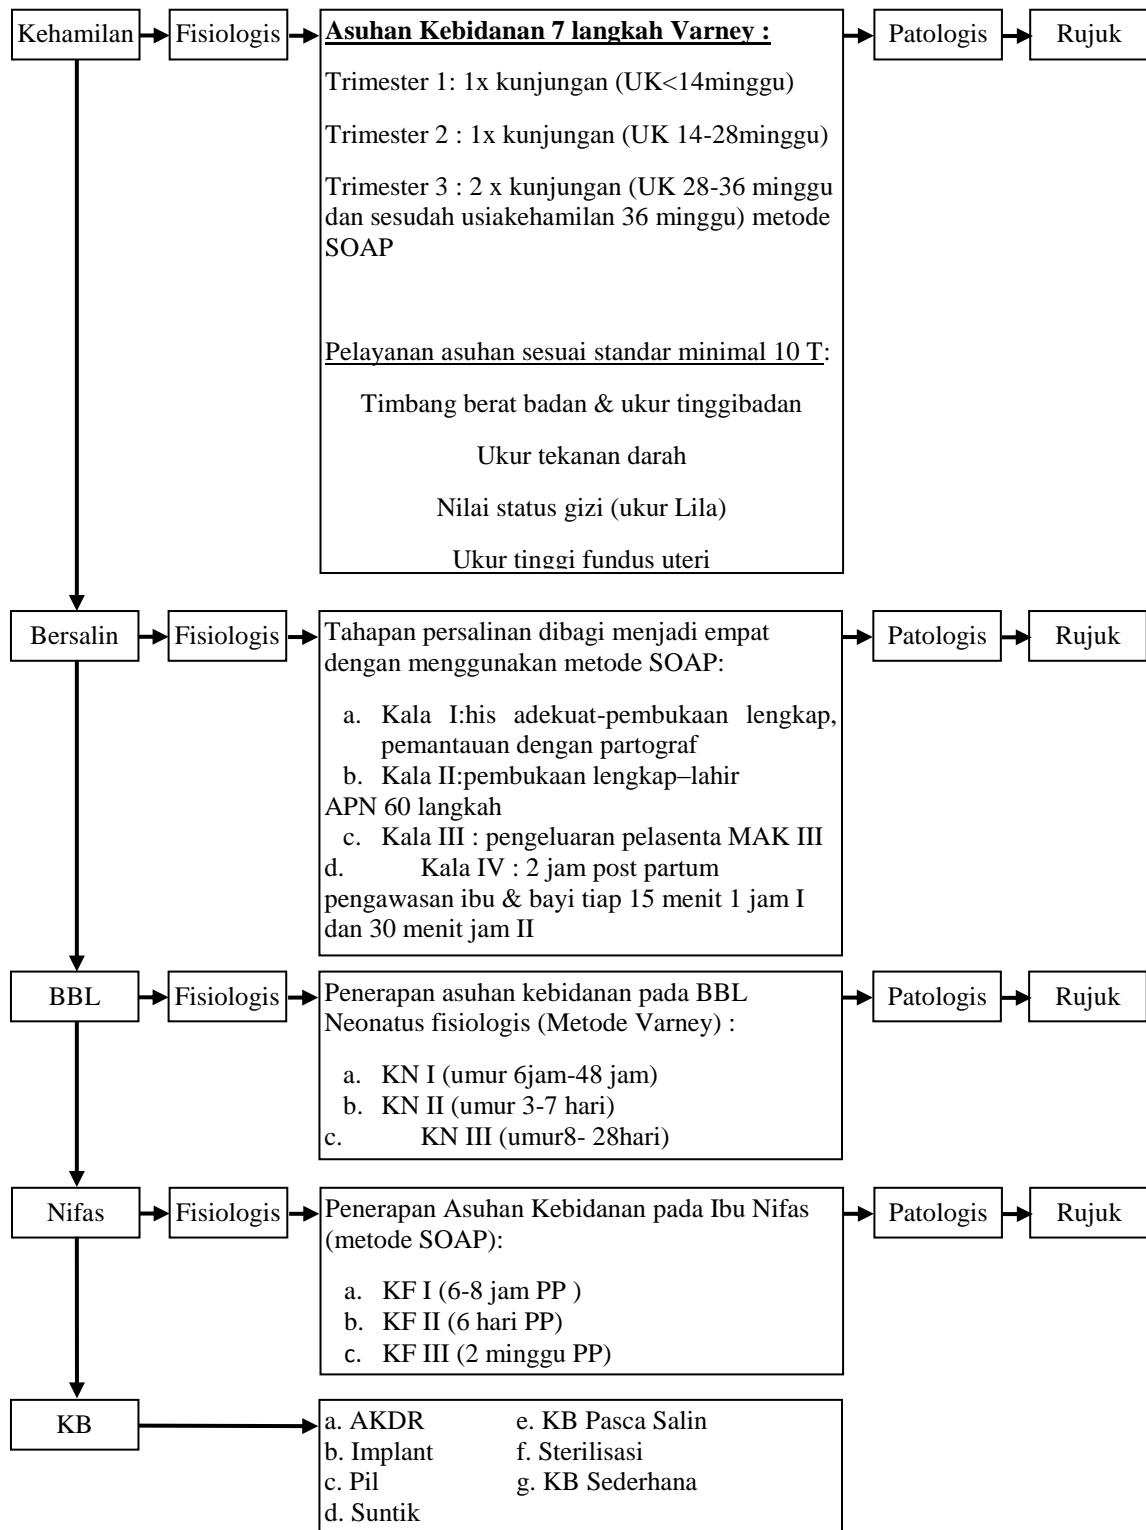 Kehamilan
Fisiologis
Asuhan Kebidanan 7 langkah Varney :
Trimester 1: 1x kunjungan (UK<14minggu)
Trimester 2 : 1x kunjungan (UK 14-28minggu)
Trimester 3 : 2 x kunjungan (UK 28-36 minggu
dan sesudah usiakehamilan 36 minggu) metode
SOAP
Pelayanan asuhan sesuai standar minimal 10 T:
Timbang berat badan & ukur tinggibadan
Ukur tekanan darah
Nilai status gizi (ukur Lila)
Ukur tinggi fundus uteri
Patologis
Rujuk
Bersalin
Fisiologis
Tahapan persalinan dibagi menjadi empat
dengan menggunakan metode SOAP:
a. Kala I:his adekuat-pembukaan lengkap,
pemantauan dengan partograf
b. Kala II:pembukaan lengkap–lahir
APN 60 langkah
c. Kala III : pengeluaran pelasenta MAK III
d. Kala IV : 2 jam post partum
pengawasan ibu & bayi tiap 15 menit 1 jam I
dan 30 menit jam II
Patologis
Rujuk
BBL
Fisiologis
Penerapan asuhan kebidanan pada BBL
Neonatus fisiologis (Metode Varney) :
a. KN I (umur 6jam-48 jam)
b. KN II (umur 3-7 hari)
c. KN III (umur8- 28hari)
Patologis
Rujuk
Nifas
Fisiologis
Penerapan Asuhan Kebidanan pada Ibu Nifas
(metode SOAP):
a. KF I (6-8 jam PP )
b. KF II (6 hari PP)
c. KF III (2 minggu PP)
Patologis
Rujuk
KB
a. AKDR e. KB Pasca Salin
b. Implant f. Sterilisasi
c. Pil g. KB Sederhana
d. Suntik